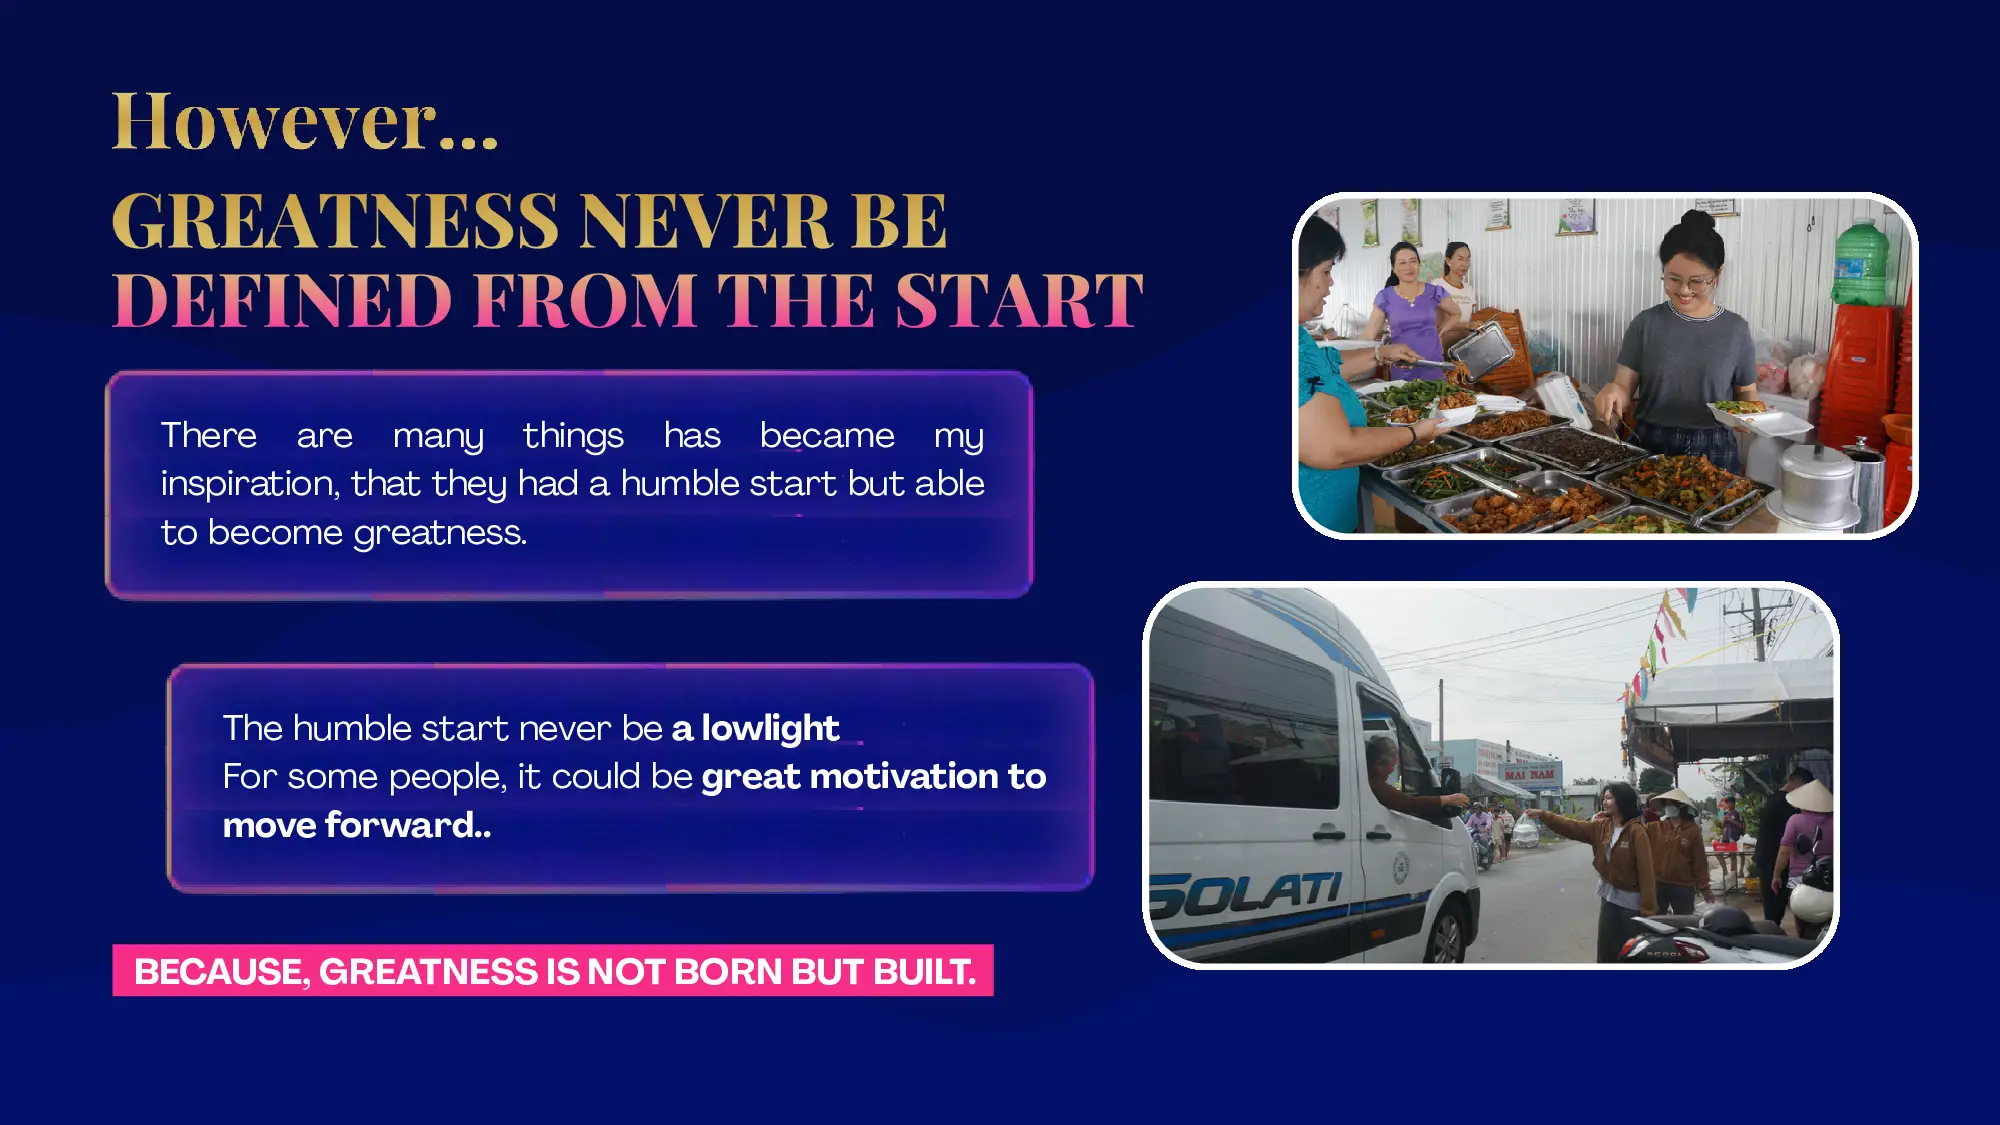 However...
GREATNESS NEVER BE
DEFINED FROM THE START
There are many things has became my
inspiration, that they had a humble start but able
to become greatness.
The humble start never be a lowlight
For some people, it could be great motivation to
move forward..
BECAUSE, GREATNESS IS NOT BORN BUT BUILT.
MAI NAM
SOLATI